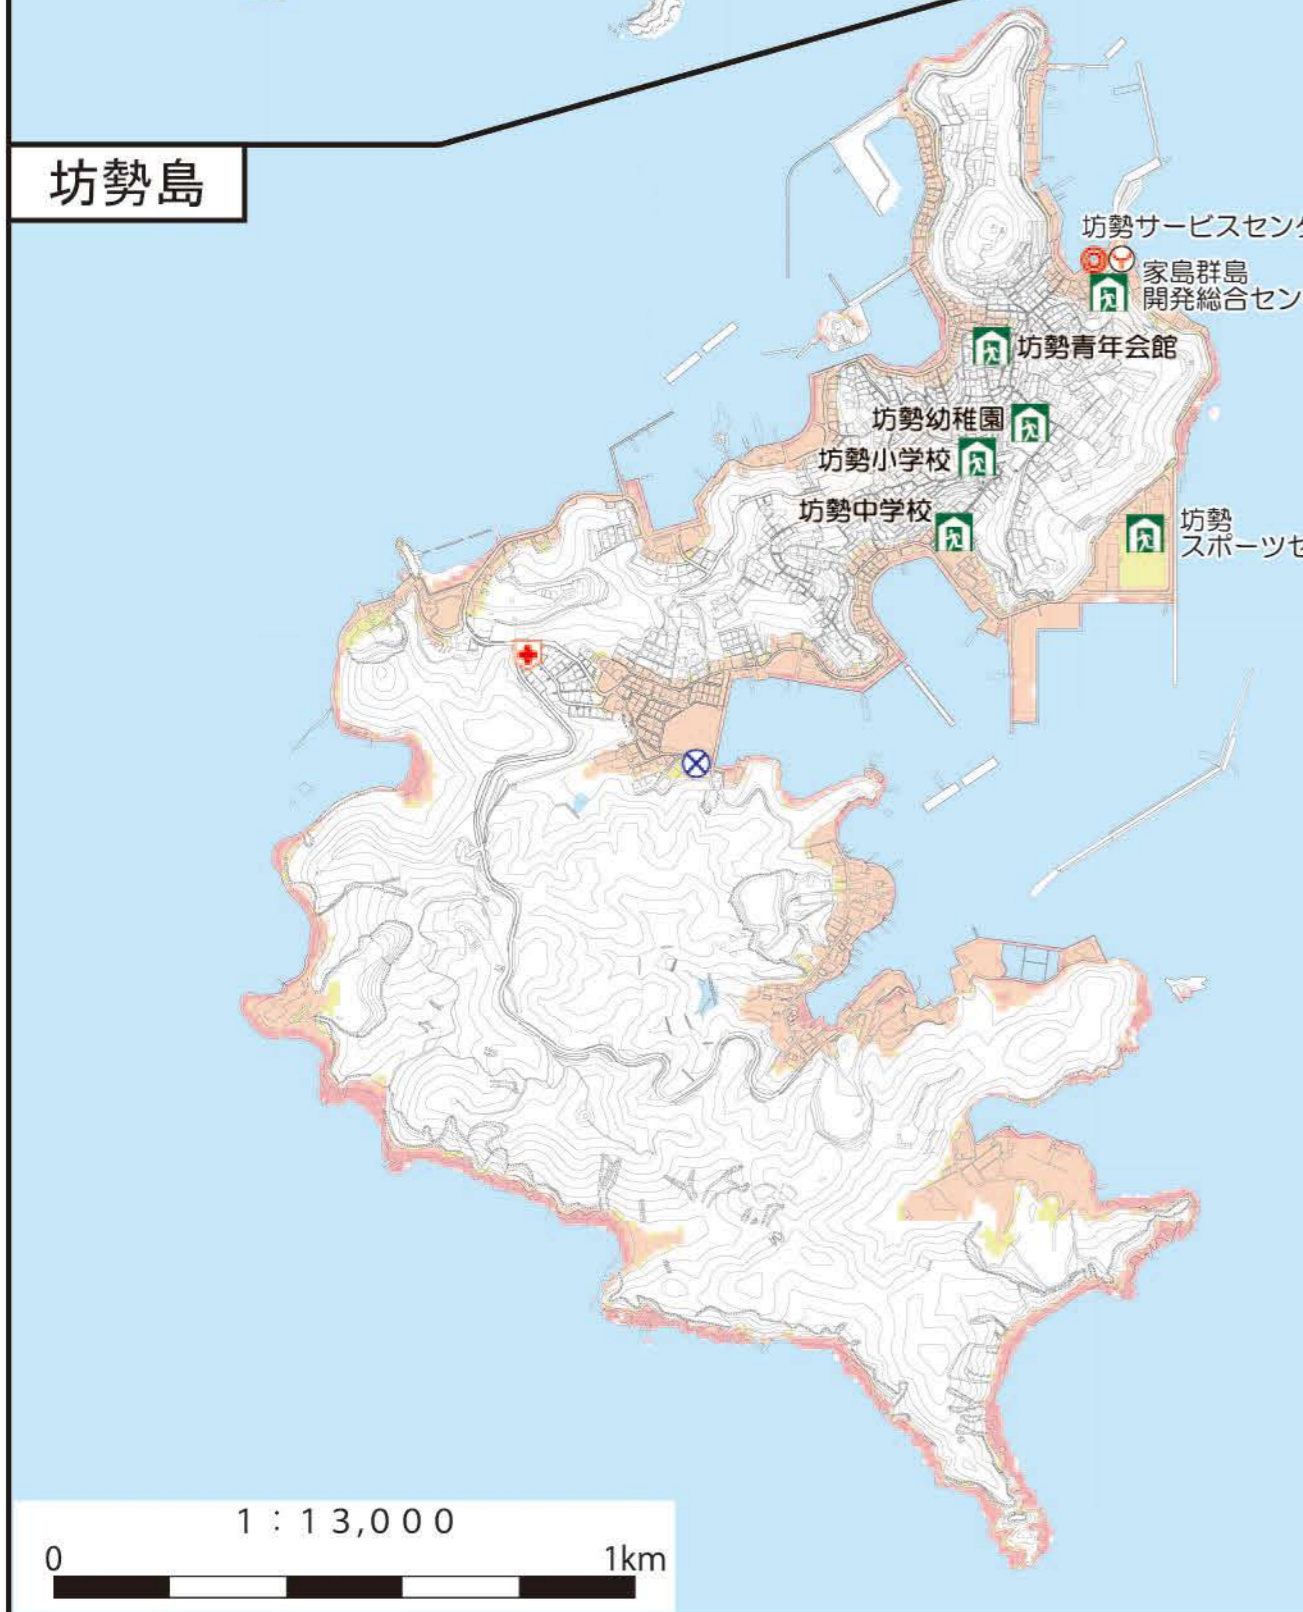 坊勢島
坊勢サービスセンタ
家島群島
開発総合セン
坊勢青年会館
坊勢幼稚園
坊勢小学校
坊勢中学校
坊勢
スポーツセ
1：13,000
0 1km